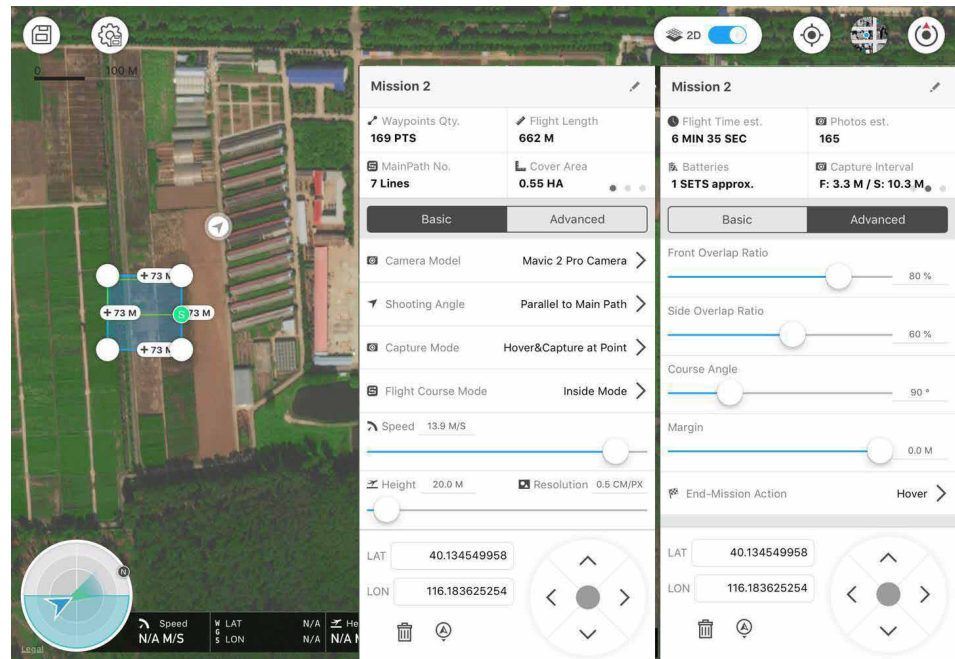 2D
0 100 M
+ 73 M
+ 73 M
S
73 M
+ 73 M
N
Speed
N/A M/S
W
G
S
LAT N/A
LON N/A
He
N/A
Legal
Mission 2
Waypoints Qty.
169 PTS
Flight Length
662 M
MainPath No.
7 Lines
Cover Area
0.55 HA
Basic
Advanced
Camera Model Mavic 2 Pro Camera
Shooting Angle Parallel to Main Path
Capture Mode Hover&Capture at Point
Flight Course Mode Inside Mode
Speed 13.9 M/S
Height 20.0 M Resolution 0.5 CM/PX
LAT 40.134549958
LON 116.183625254
Mission 2
Flight Time est.
6 MIN 35 SEC
Photos est.
165
Batteries
1 SETS approx.
Capture Interval
F: 3.3 M / S: 10.3 M
Basic
Advanced
Front Overlap Ratio
80 %
Side Overlap Ratio
60 %
Course Angle
90 °
Margin
0.0 M
End-Mission Action Hover
LAT 40.134549958
LON 116.183625254